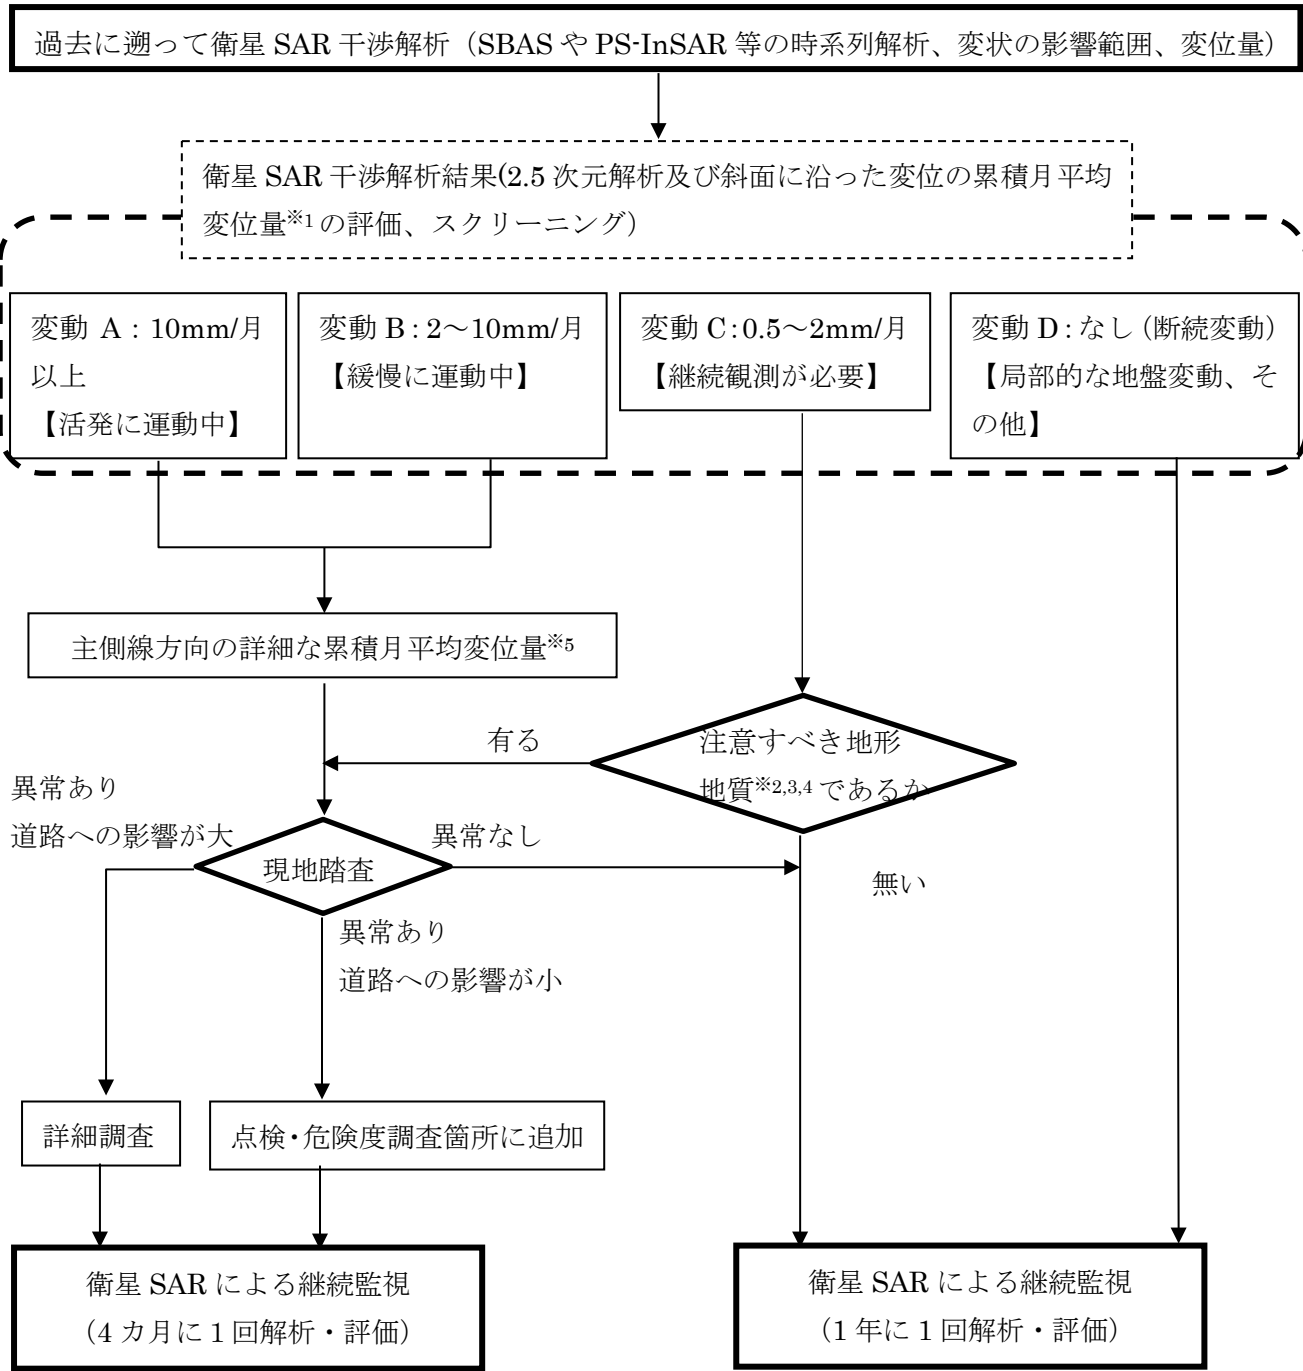 過去に遡って衛星 SAR 干渉解析（SBAS や PS-InSAR 等の時系列解析、変状の影響範囲、変位量）
衛星 SAR 干渉解析結果(2.5 次元解析及び斜面に沿った変位の累積月平均
変位量※1 の評価、スクリーニング）
変動 A：10mm/月
以上
【活発に運動中】
変動 B：2～10mm/月
【緩慢に運動中】
変動 C：0.5～2mm/月
【継続観測が必要】
変動 D：なし（断続変動）
【局部的な地盤変動、そ
の他】
主側線方向の詳細な累積月平均変位量※5
有る
注意すべき地形
地質※2,3,4 であるか
異常あり
道路への影響が大
異常なし
現地踏査
無い
異常あり
道路への影響が小
詳細調査
点検・危険度調査箇所に追加
衛星 SAR による継続監視
（4 カ月に 1 回解析・評価）
衛星 SAR による継続監視
（1 年に 1 回解析・評価）